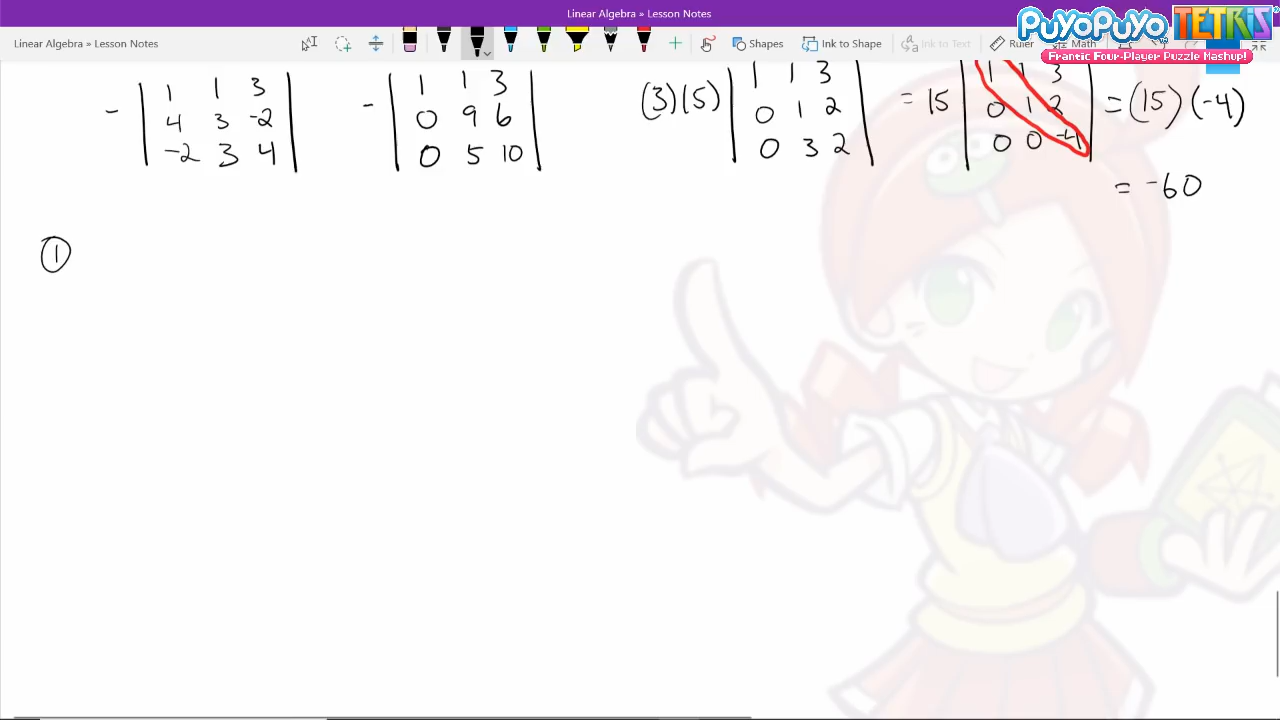 Linear Algebra » Lesson Notes
PUYOPUYO TETRIS
Frantic Four-Player Puzzle Mashup!
Linear Algebra » Lesson Notes
Shapes Ink to Shape Ink to Text Ruler Math
- | 1 1 3 | - | 1 1 3 | (3)(5) | 1 1 3 | = 15 | 1 1 3 | = (15)(-4)
| 4 3 -2 | | 0 9 6 | | 0 1 2 | | 0 1 2 |
| -2 3 4 | | 0 5 10 | | 0 3 2 | | 0 0 -4 |
= -60
①